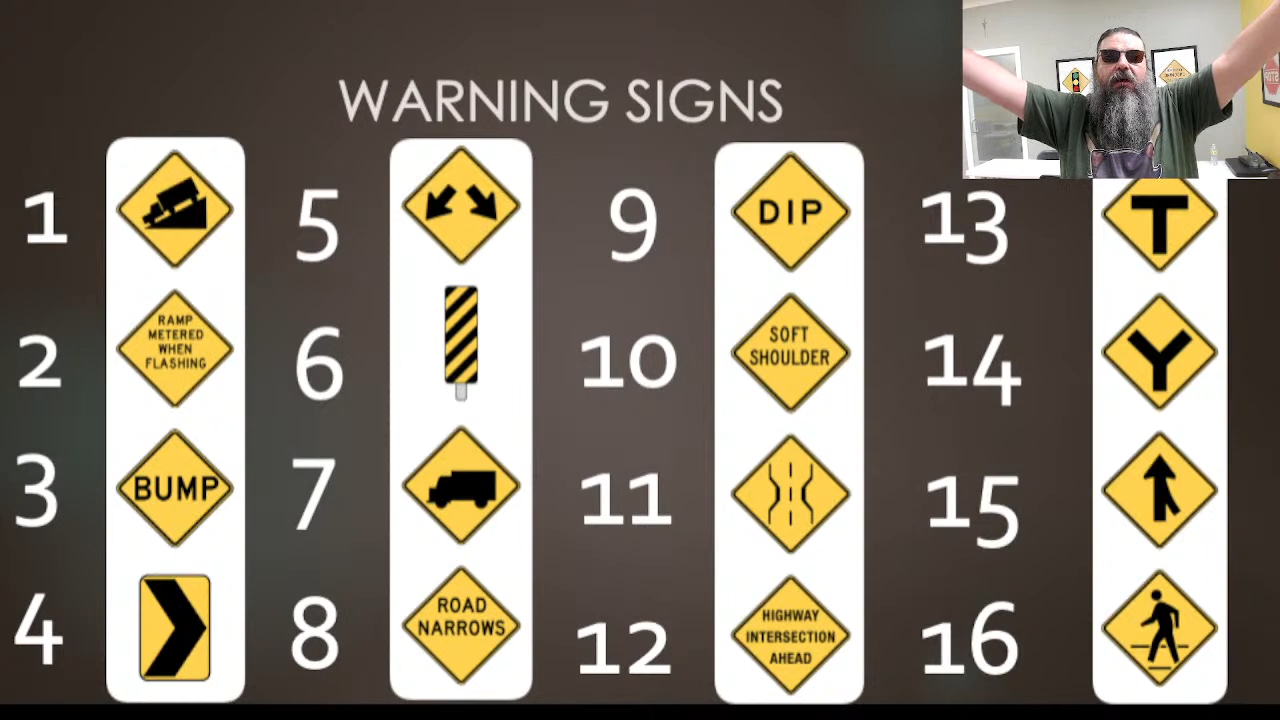 WARNING SIGNS
1
RAMP
METERED
WHEN
FLASHING
2
BUMP
3
4
5
6
7
ROAD
NARROWS
8
DIP
9
SOFT
SHOULDER
10
11
HIGHWAY
INTERSECTION
AHEAD
12
13
14
15
16